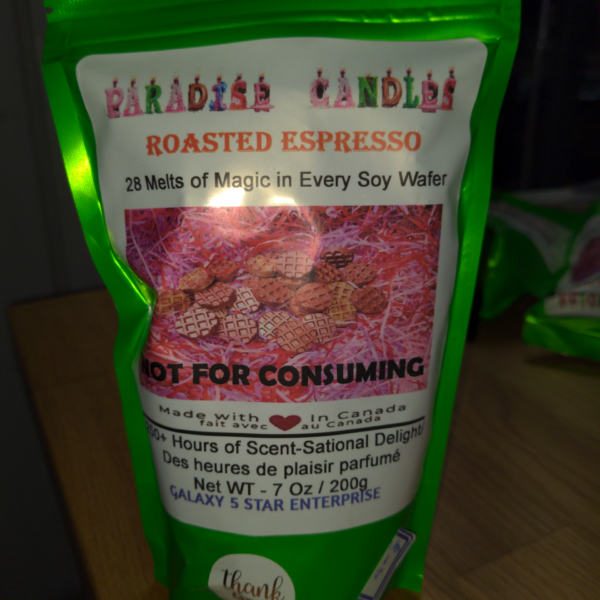 PARADISE CANDLES
ROASTED ESPRESSO
28 Melts of Magic in Every Soy Wafer
NOT FOR CONSUMING
Made with In Canada
fait avec au Canada
Hours of Scent-Sational Delight/
Des heures de plaisir parfumé
Net WT - 7 Oz / 200g
GALAXY 5 STAR ENTERPRISE
thank